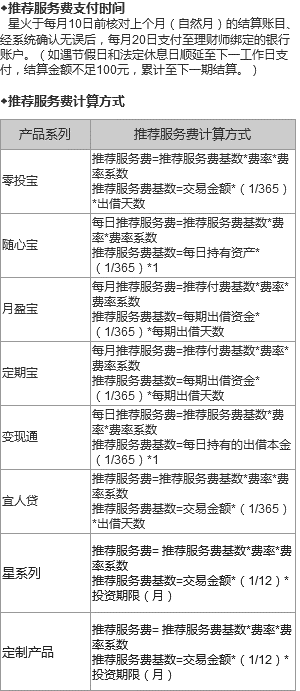 ◆推荐服务费支付时间
星火于每月10日前核对上个月（自然月）的结算账目、
经系统确认无误后，每月20日支付至理财师绑定的银行
账户。（如遇节假日和法定休息日顺延至下一工作日支
付，结算金额不足100元，累计至下一期结算。）
◆推荐服务费计算方式
产品系列 推荐服务费计算方式
零投宝
推荐服务费=推荐服务费基数*费率*费
率系数
推荐服务费基数=交易金额*（1/365）
*出借天数
随心宝
每日推荐服务费=推荐服务费基数*费
率*费率系数
推荐服务费基数=每日持有资产*
（1/365）*1
月盈宝
每月推荐服务费=推荐付费基数*费率*
费率系数
推荐服务费基数=每期出借资金*
（1/365）*每期出借天数
定期宝
每月推荐服务费=推荐付费基数*费率*
费率系数
推荐服务费基数=每期出借资金*
（1/365）*每期出借天数
变现通
每日推荐服务费=推荐服务费基数*费
率*费率系数
推荐服务费基数=每日持有的出借本金
（1/365）*1
宜人贷
推荐服务费=推荐服务费基数*费率*费
率系数
推荐服务费基数=交易金额*（1/365）
*出借天数
星系列
推荐服务费= 推荐服务费基数*费率*费
率系数
推荐服务费基数=交易金额*（1/12）*
投资期限（月）
定制产品
推荐服务费= 推荐服务费基数*费率*费
率系数
推荐服务费基数=交易金额*（1/12）*
投资期限（月）